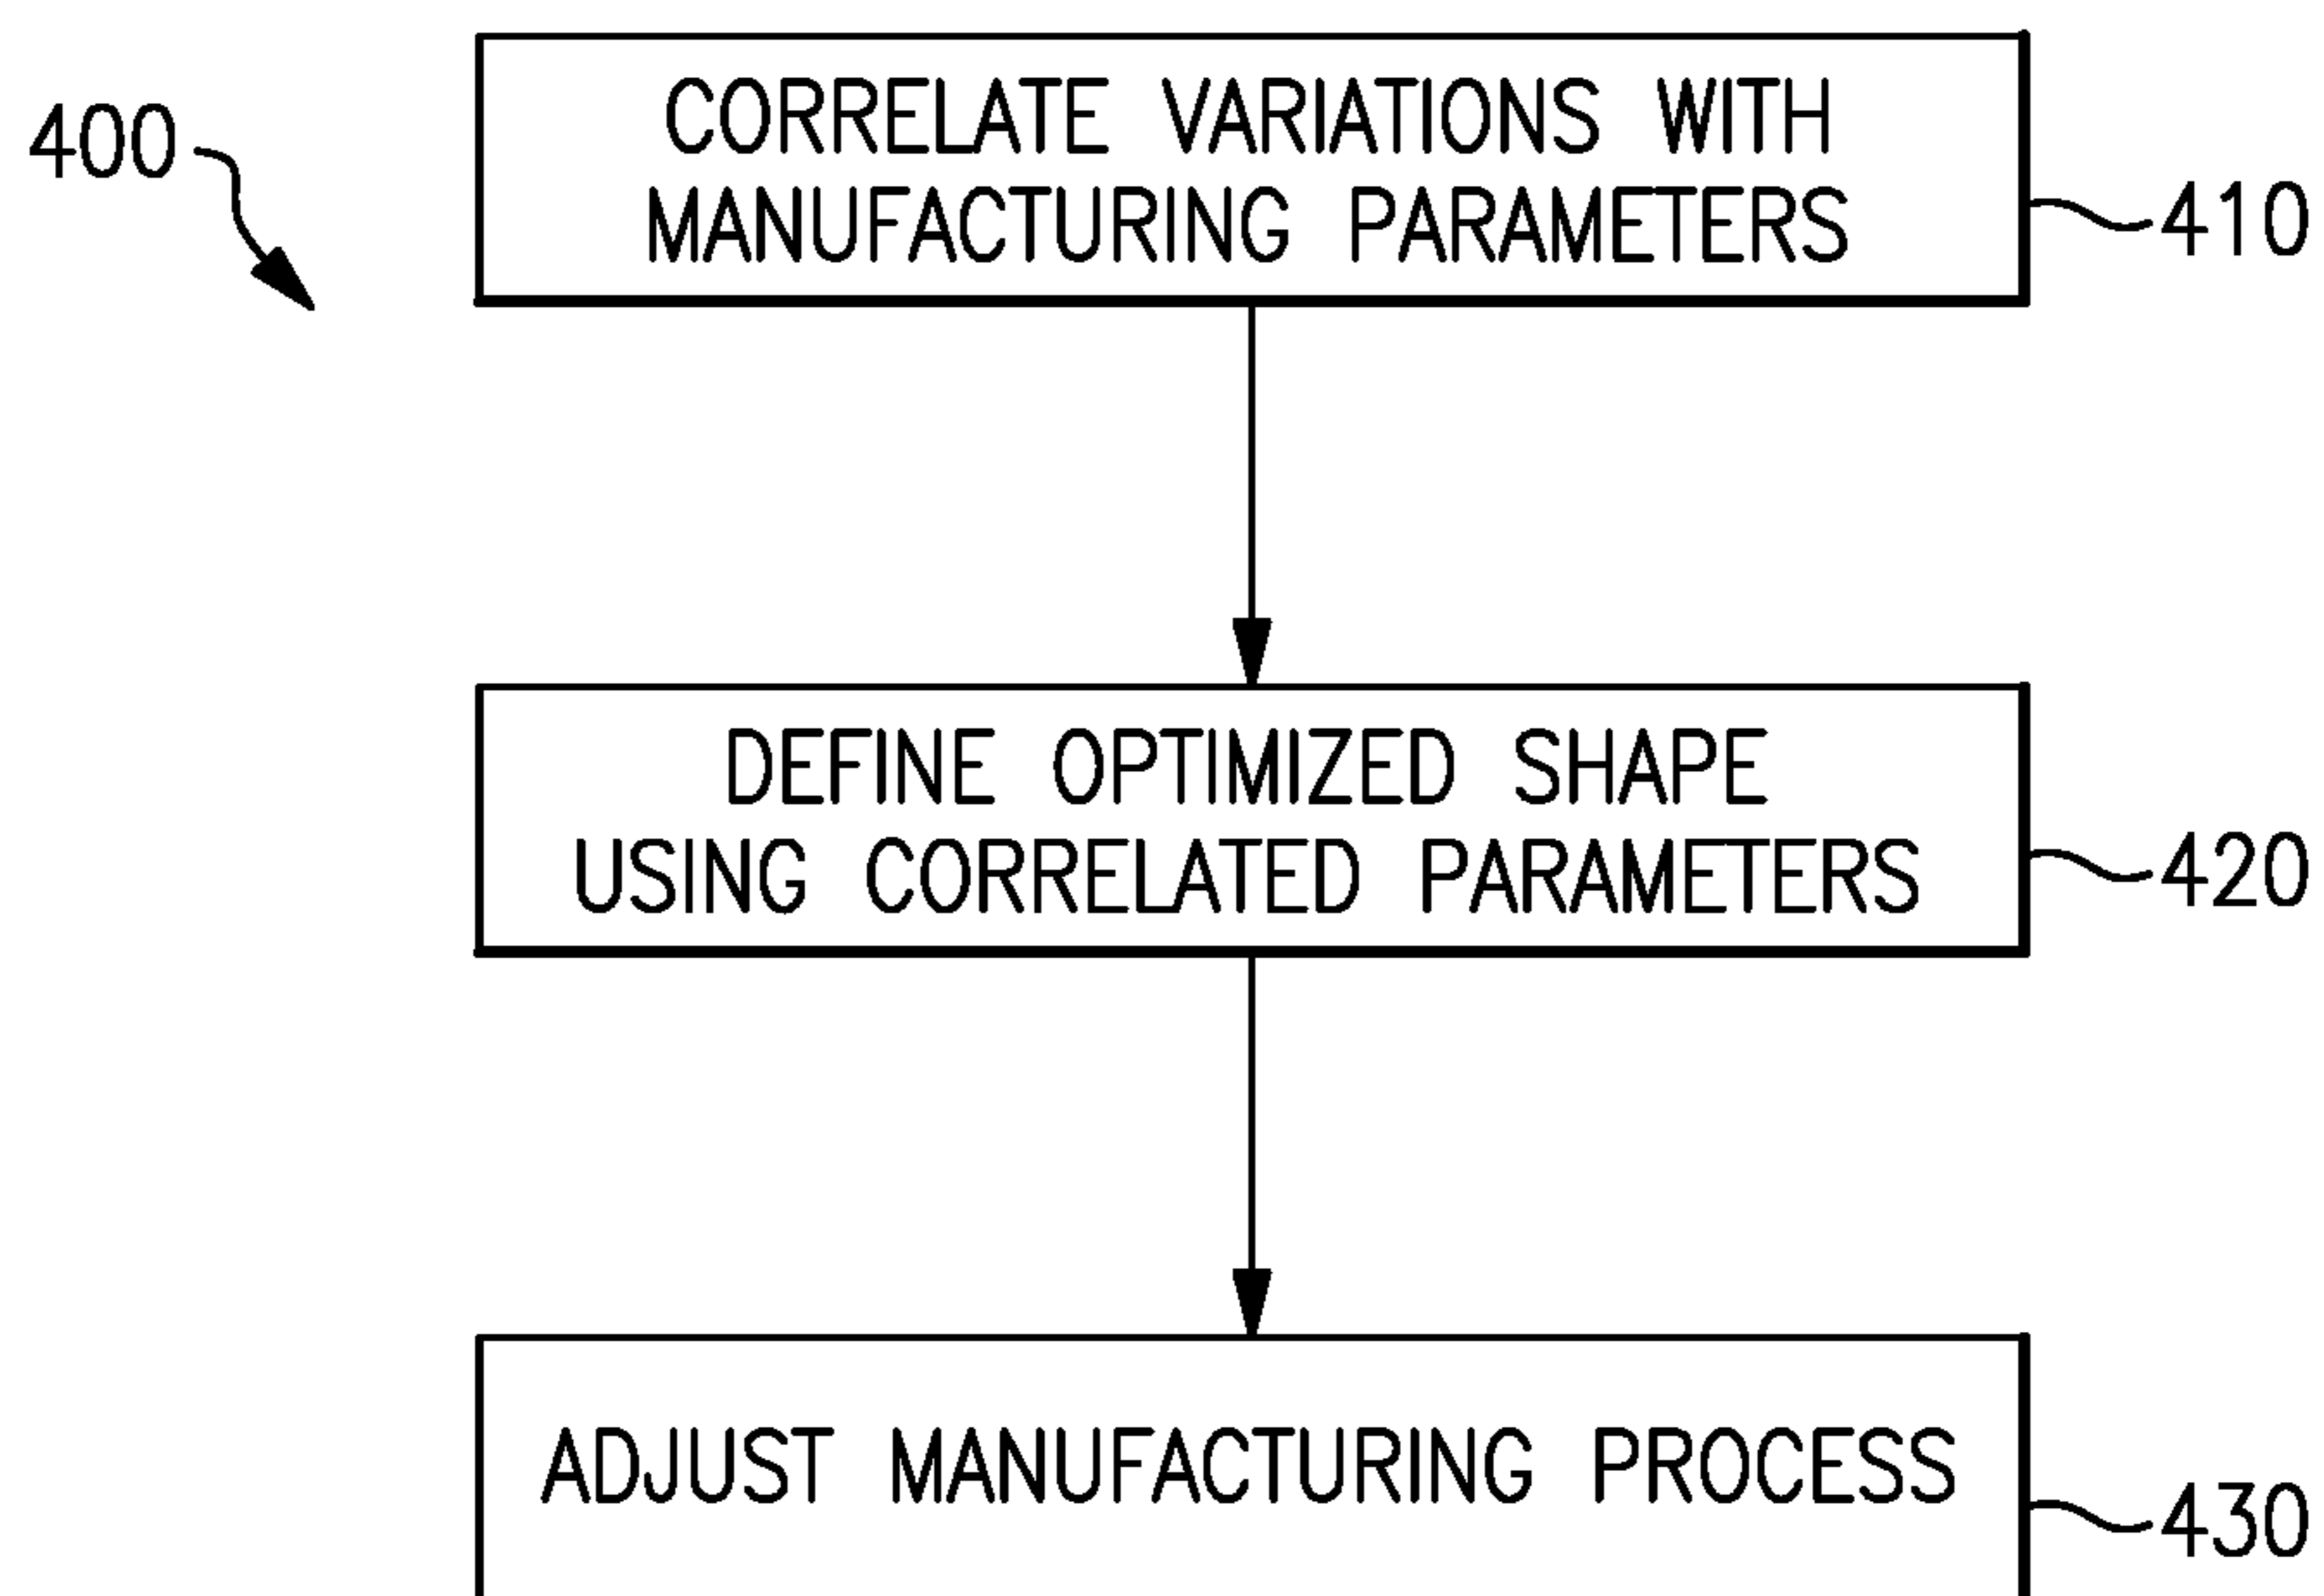 400
CORRELATE VARIATIONS WITH
MANUFACTURING PARAMETERS
410
DEFINE OPTIMIZED SHAPE
USING CORRELATED PARAMETERS
420
ADJUST MANUFACTURING PROCESS
430